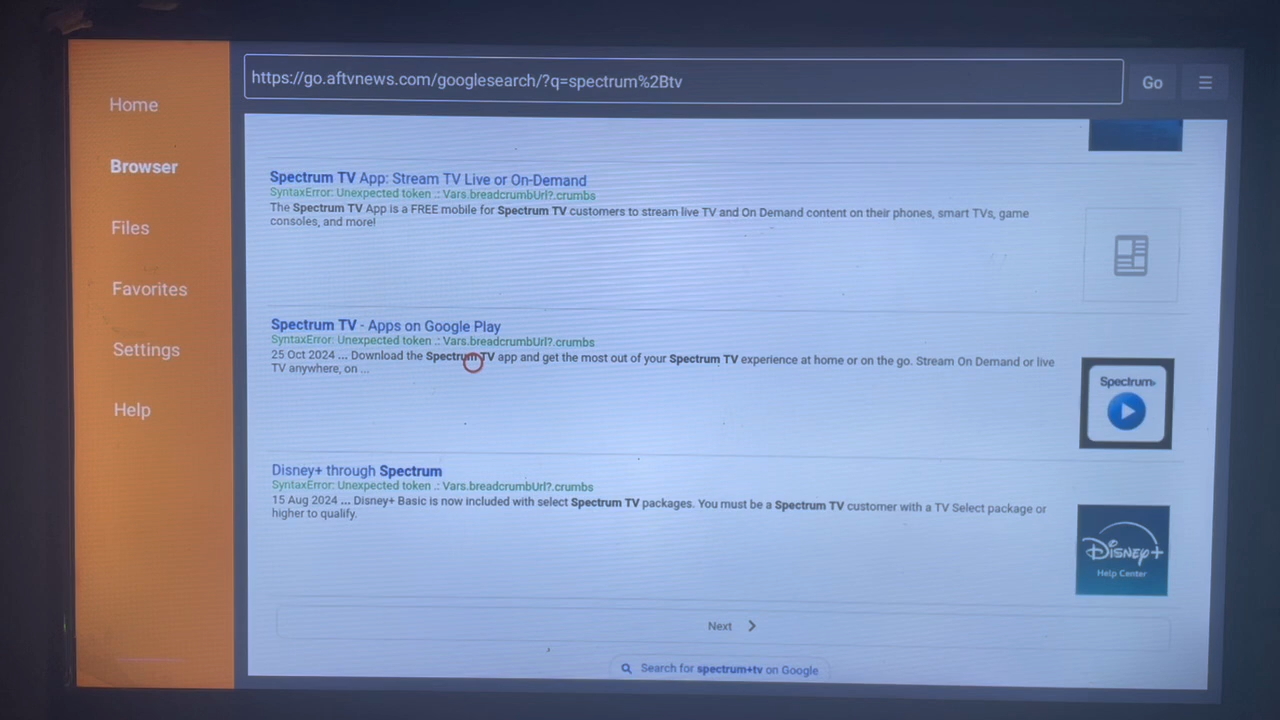 https://go.aftvnews.com/googlesearch/?q=spectrum%2Btv
Go
Home
Browser
Files
Favorites
Settings
Help
Spectrum TV App: Stream TV Live or On-Demand
SyntaxError: Unexpected token .: Vars.breadcrumbUrl?.crumbs
The Spectrum TV App is a FREE mobile for Spectrum TV customers to stream live TV and On Demand content on their phones, smart TVs, game
consoles, and more!
Spectrum TV - Apps on Google Play
SyntaxError: Unexpected token .: Vars.breadcrumbUrl?.crumbs
25 Oct 2024 ... Download the Spectrum TV app and get the most out of your Spectrum TV experience at home or on the go. Stream On Demand or live
TV anywhere, on ...
Spectrum
Disney+ through Spectrum
SyntaxError: Unexpected token .: Vars.breadcrumbUrl?.crumbs
15 Aug 2024 ... Disney+ Basic is now included with select Spectrum TV packages. You must be a Spectrum TV customer with a TV Select package or
higher to qualify.
Disney+
Help Center
Next
Search for spectrum+tv on Google